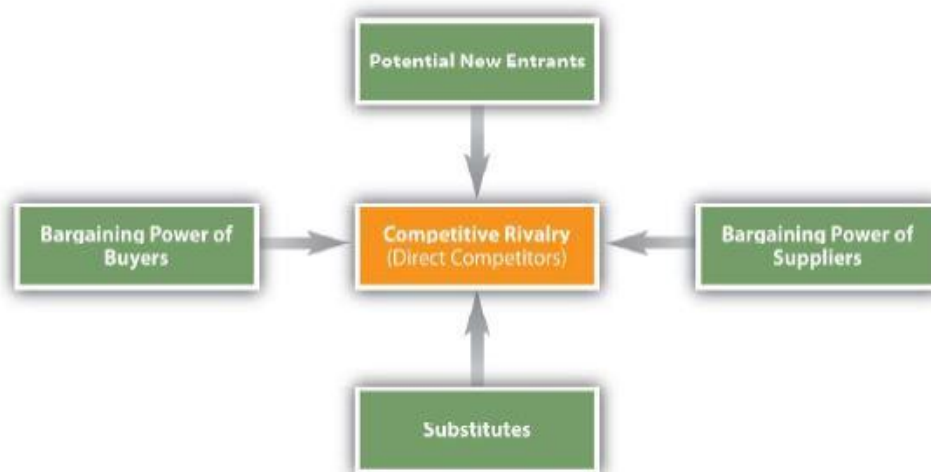 Potential New Entrants
Bargaining Power of
Buyers
Competitive Rivalry
(Direct Competitors)
Bargaining Power of
Suppliers
Substitutes